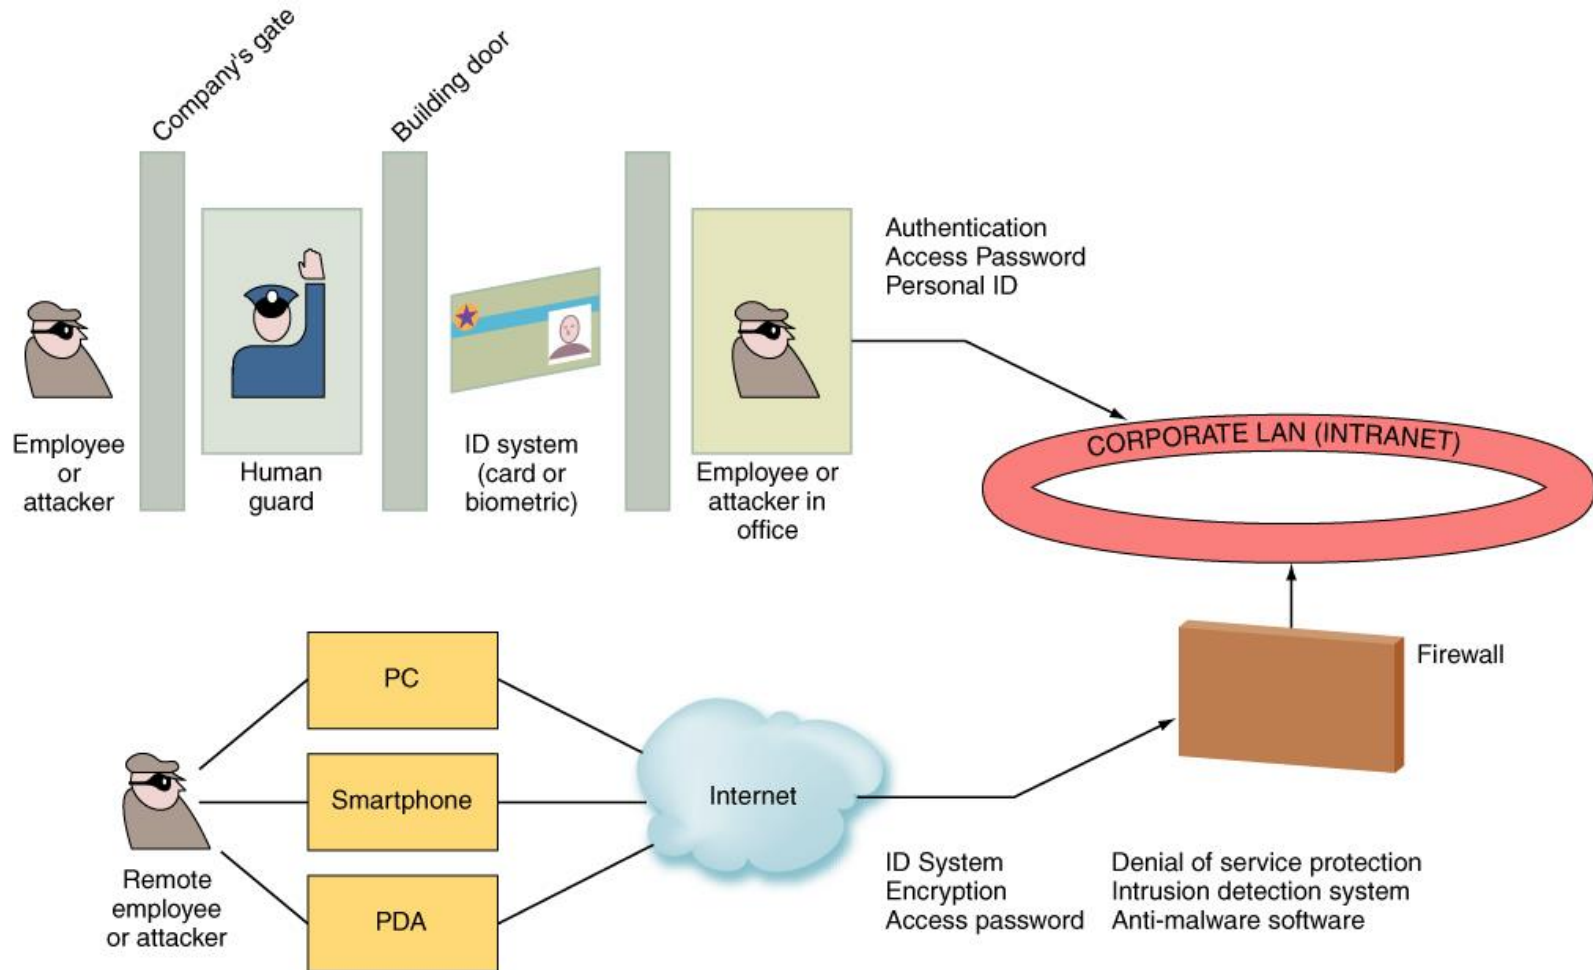 Company's gate
Building door
Authentication
Access Password
Personal ID
Employee
or
attacker
Human
guard
ID system
(card or
biometric)
Employee or
attacker in
office
CORPORATE LAN (INTRANET)
PC
Smartphone
PDA
Remote
employee
or attacker
Internet
Firewall
ID System
Encryption
Access password
Denial of service protection
Intrusion detection system
Anti-malware software